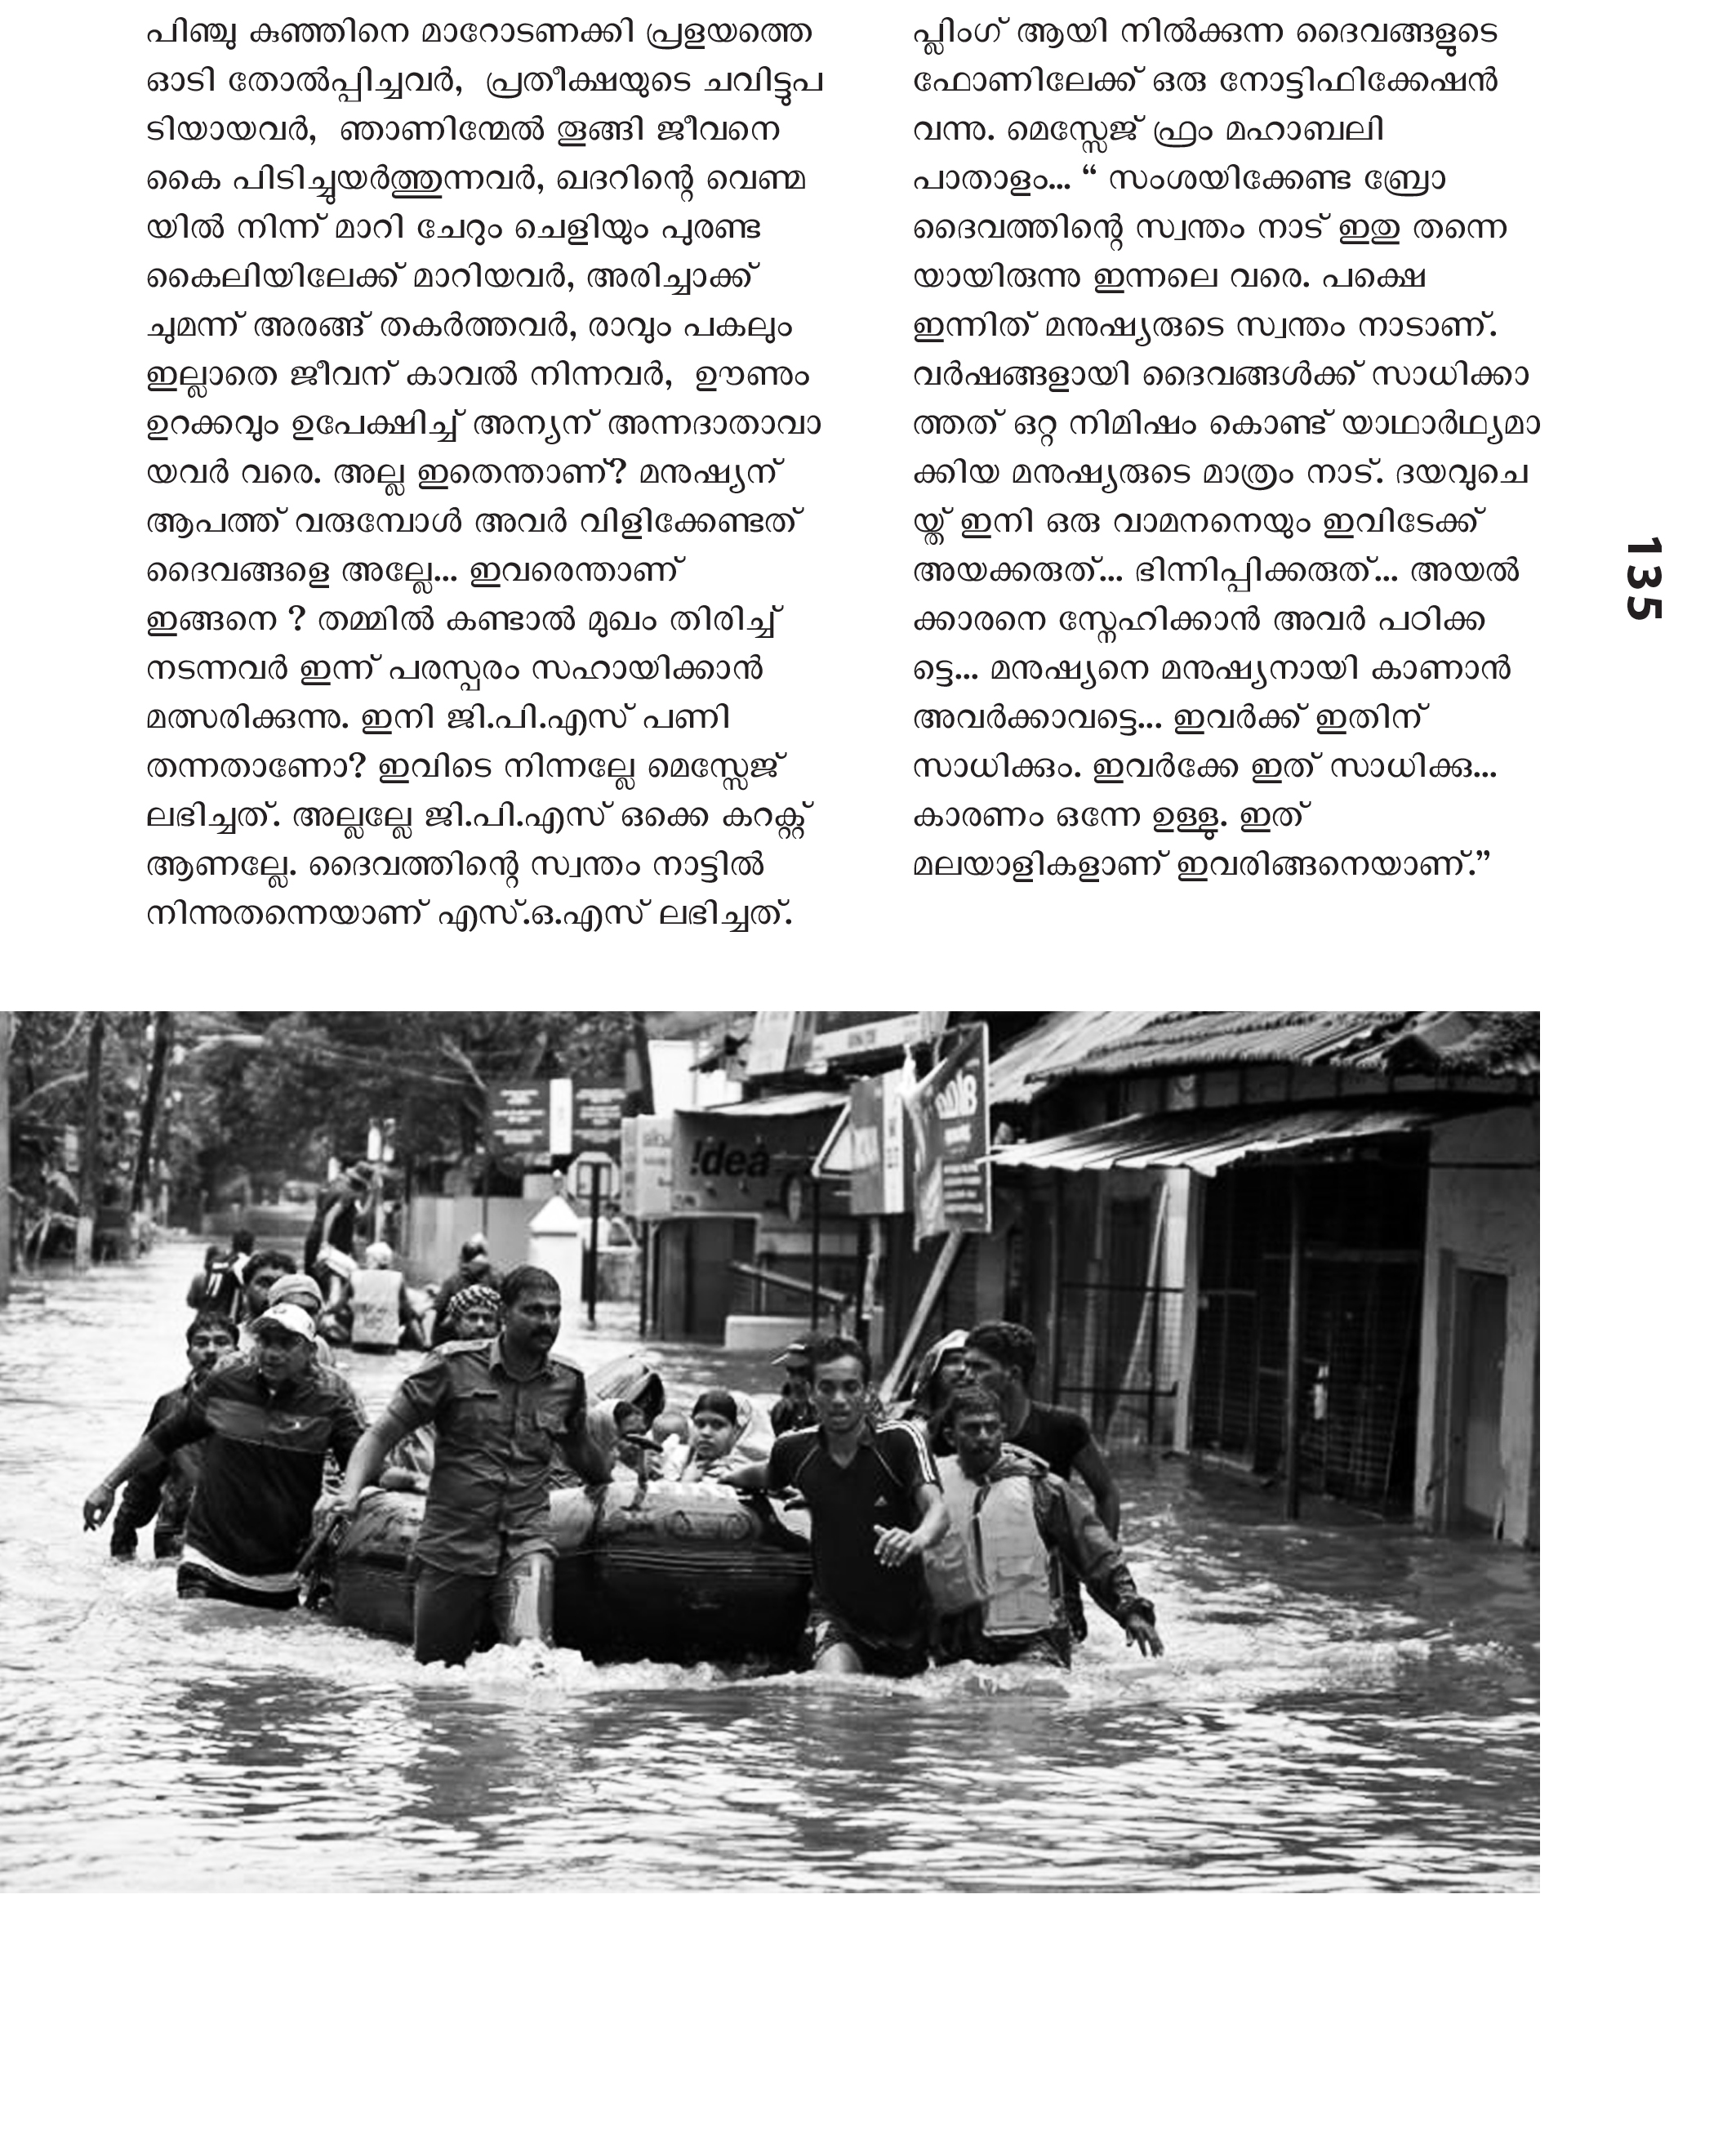 പിഞ്ചു കുഞ്ഞിനെ മാറോടണക്കി പ്രളയത്തെ
ഓടി തോൽപ്പിച്ചവർ, പ്രതീക്ഷയുടെ ചവിട്ടുപ
ടിയായവർ, ഞാണിന്മേൽ തൂങ്ങി ജീവനെ
കൈ പിടിച്ചുയർത്തുന്നവർ, ഖദറിന്റെ വെണ്മ
യിൽ നിന്ന് മാറി ചേറും ചെളിയും പുരണ്ട
കൈലിയിലേക്ക് മാറിയവർ, അരിച്ചാക്ക്
ചുമന്ന് അരങ്ങ് തകർത്തവർ, രാവും പകലും
ഇല്ലാതെ ജീവന് കാവൽ നിന്നവർ, ഊണും
ഉറക്കവും ഉപേക്ഷിച്ച് അന്യന് അന്നദാതാവാ
യവർ വരെ. അല്ല ഇതെന്താണ്? മനുഷ്യന്
ആപത്ത് വരുമ്പോൾ അവർ വിളിക്കേണ്ടത്
ദൈവങ്ങളെ അല്ലേ... ഇവരെന്താണ്
ഇങ്ങനെ ? തമ്മിൽ കണ്ടാൽ മുഖം തിരിച്ച്
നടന്നവർ ഇന്ന് പരസ്പരം സഹായിക്കാൻ
മത്സരിക്കുന്നു. ഇനി ജി.പി.എസ് പണി
തന്നതാണോ? ഇവിടെ നിന്നല്ലേ മെസ്സേജ്
ലഭിച്ചത്. അല്ലല്ലേ ജി.പി.എസ് ഒക്കെ കറക്റ്റ്
ആണല്ലേ. ദൈവത്തിന്റെ സ്വന്തം നാട്ടിൽ
നിന്നുതന്നെയാണ് എസ്.ഒ.എസ് ലഭിച്ചത്.
പ്ലിംഗ് ആയി നിൽക്കുന്ന ദൈവങ്ങളുടെ
ഫോണിലേക്ക് ഒരു നോട്ടിഫിക്കേഷൻ
വന്നു. മെസ്സേജ് ഫ്രം മഹാബലി
പാതാളം... “ സംശയിക്കേണ്ട ബ്രോ
ദൈവത്തിന്റെ സ്വന്തം നാട് ഇതു തന്നെ
യായിരുന്നു ഇന്നലെ വരെ. പക്ഷെ
ഇന്നിത് മനുഷ്യരുടെ സ്വന്തം നാടാണ്.
വർഷങ്ങളായി ദൈവങ്ങൾക്ക് സാധിക്കാ
ത്തത് ഒറ്റ നിമിഷം കൊണ്ട് യാഥാർഥ്യമാ
ക്കിയ മനുഷ്യരുടെ മാത്രം നാട്. ദയവുചെ
യ്ത് ഇനി ഒരു വാമനനെയും ഇവിടേക്ക്
അയക്കരുത്... ഭിന്നിപ്പിക്കരുത്... അയൽ
ക്കാരനെ സ്നേഹിക്കാൻ അവർ പഠിക്ക
ട്ടെ... മനുഷ്യനെ മനുഷ്യനായി കാണാൻ
അവർക്കാവട്ടെ... ഇവർക്ക് ഇതിന്
സാധിക്കും. ഇവർക്കേ ഇത് സാധിക്കു...
കാരണം ഒന്നേ ഉള്ളു. ഇത്
മലയാളികളാണ് ഇവരിങ്ങനെയാണ്.”
135
!dea